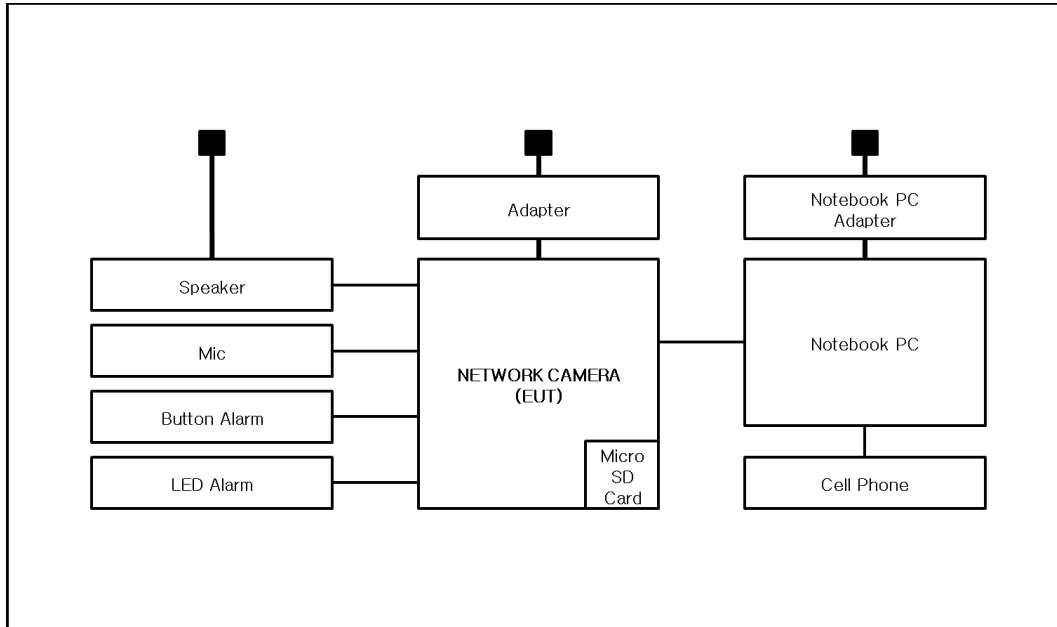 Adapter
Notebook PC
Adapter
Speaker
Mic
Button Alarm
LED Alarm
NETWORK CAMERA
(EUT)
Micro
SD
Card
Notebook PC
Cell Phone